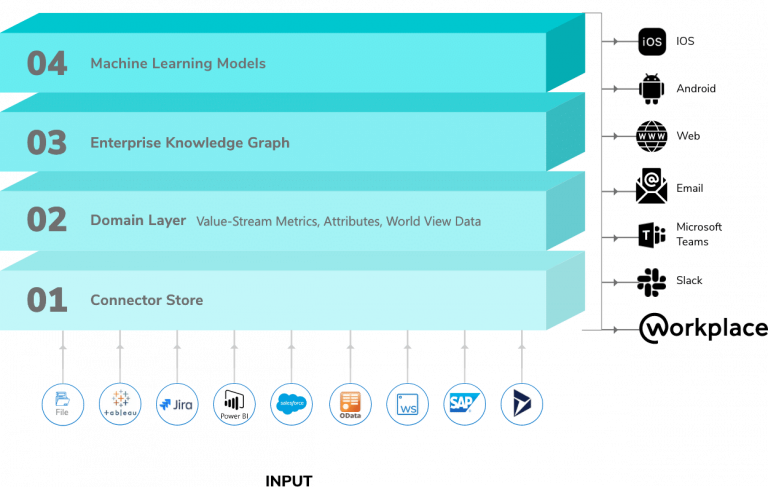 04 Machine Learning Models
03 Enterprise Knowledge Graph
02 Domain Layer Value-Stream Metrics, Attributes, World View Data
01 Connector Store
iOS IOS
Android
WWW Web
@ Email
T Microsoft
Teams
Slack
Workplace
File
tableau
Jira
Power BI
salesforce
OData
WS
SAP
INPUT